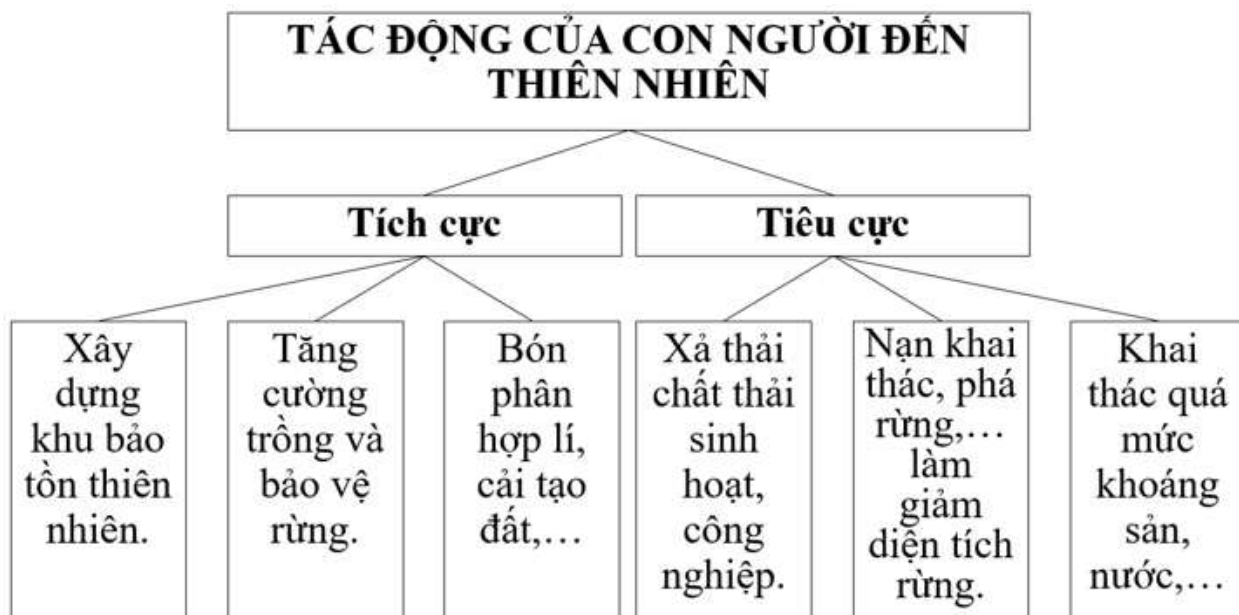 TÁC ĐỘNG CỦA CON NGƯỜI ĐẾN
THIÊN NHIÊN
Tích cực
Tiêu cực
Xây
dựng
khu bảo
tồn thiên
nhiên.
Tăng
cường
trồng và
bảo vệ
rừng.
Bón
phân
hợp lí,
cải tạo
đất,…
Xả thải
chất thải
sinh
hoạt,
công
nghiệp.
Nạn khai
thác, phá
rừng,…
làm
giảm
diện tích
rừng.
Khai
thác quá
mức
khoáng
sản,
nước,…